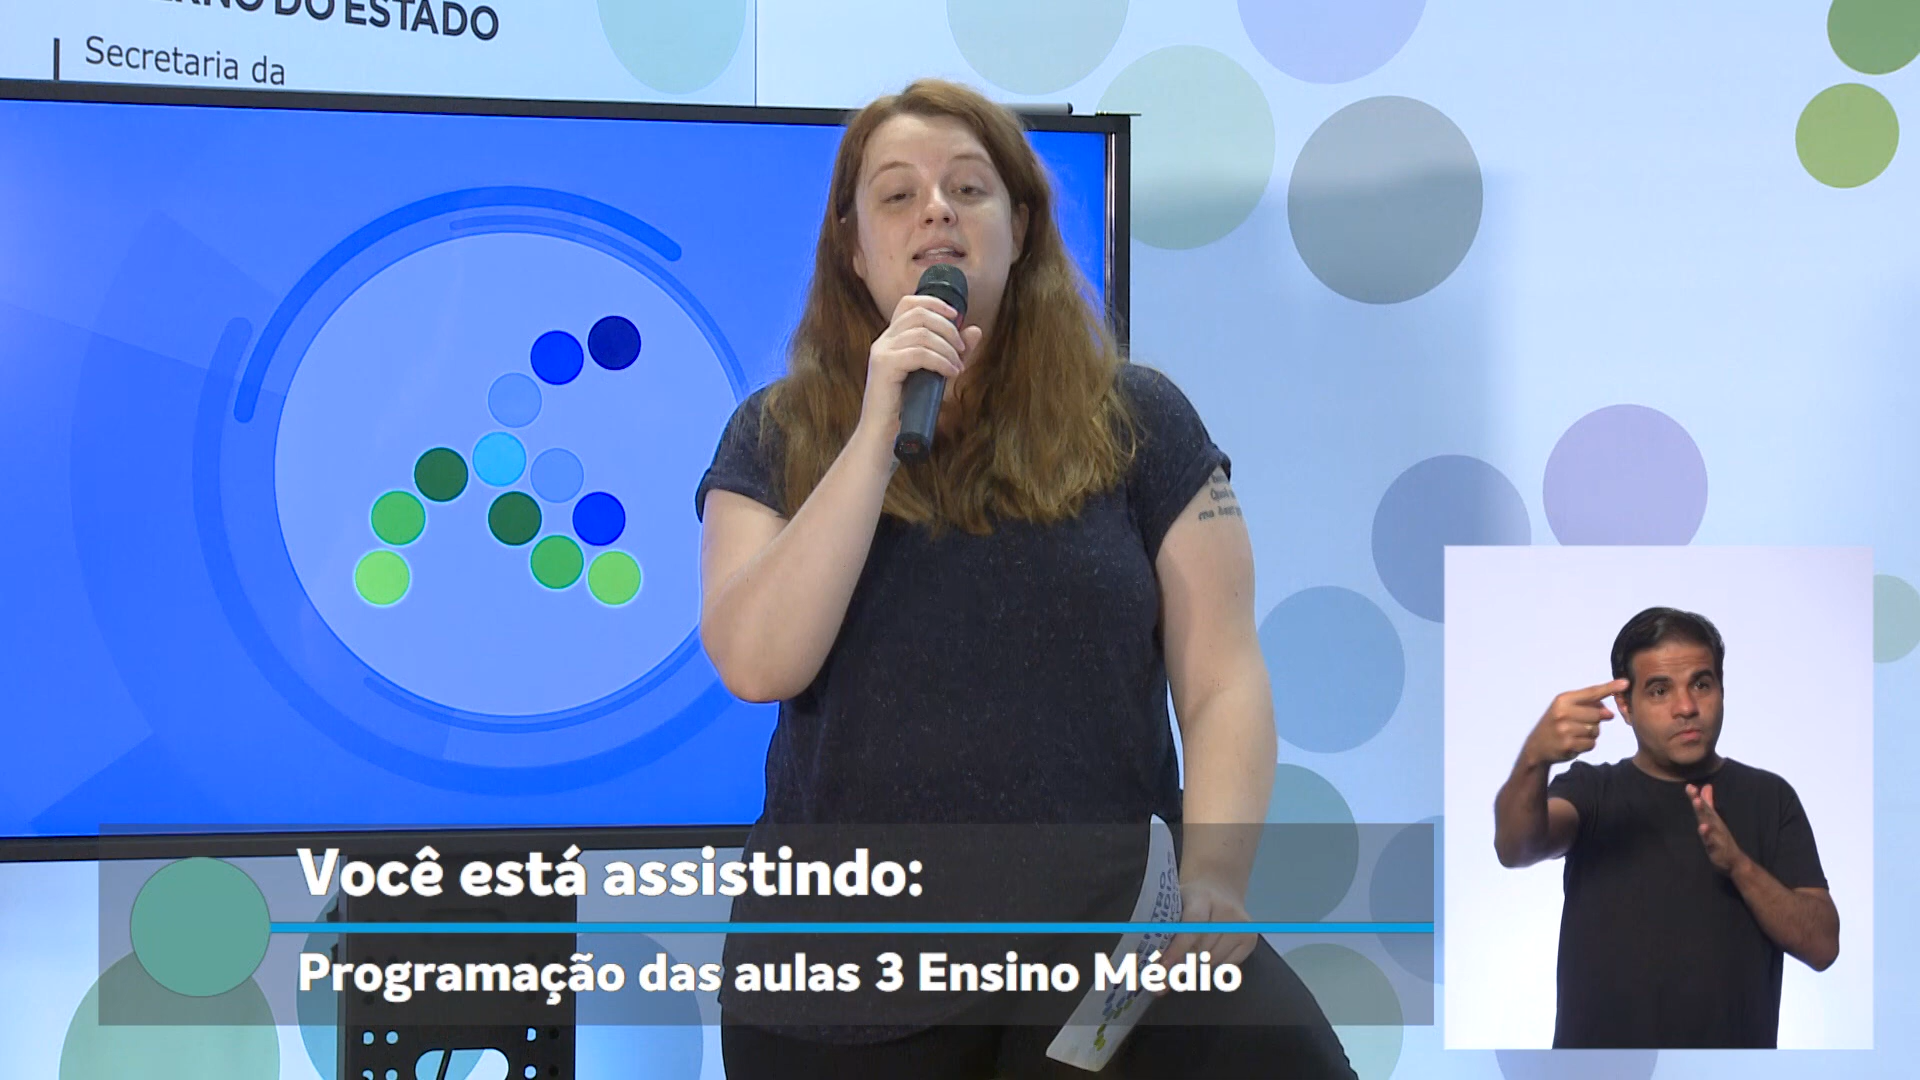 DO ESTADO
Secretaria da
Você está assistindo:
Programação das aulas 3 Ensino Médio